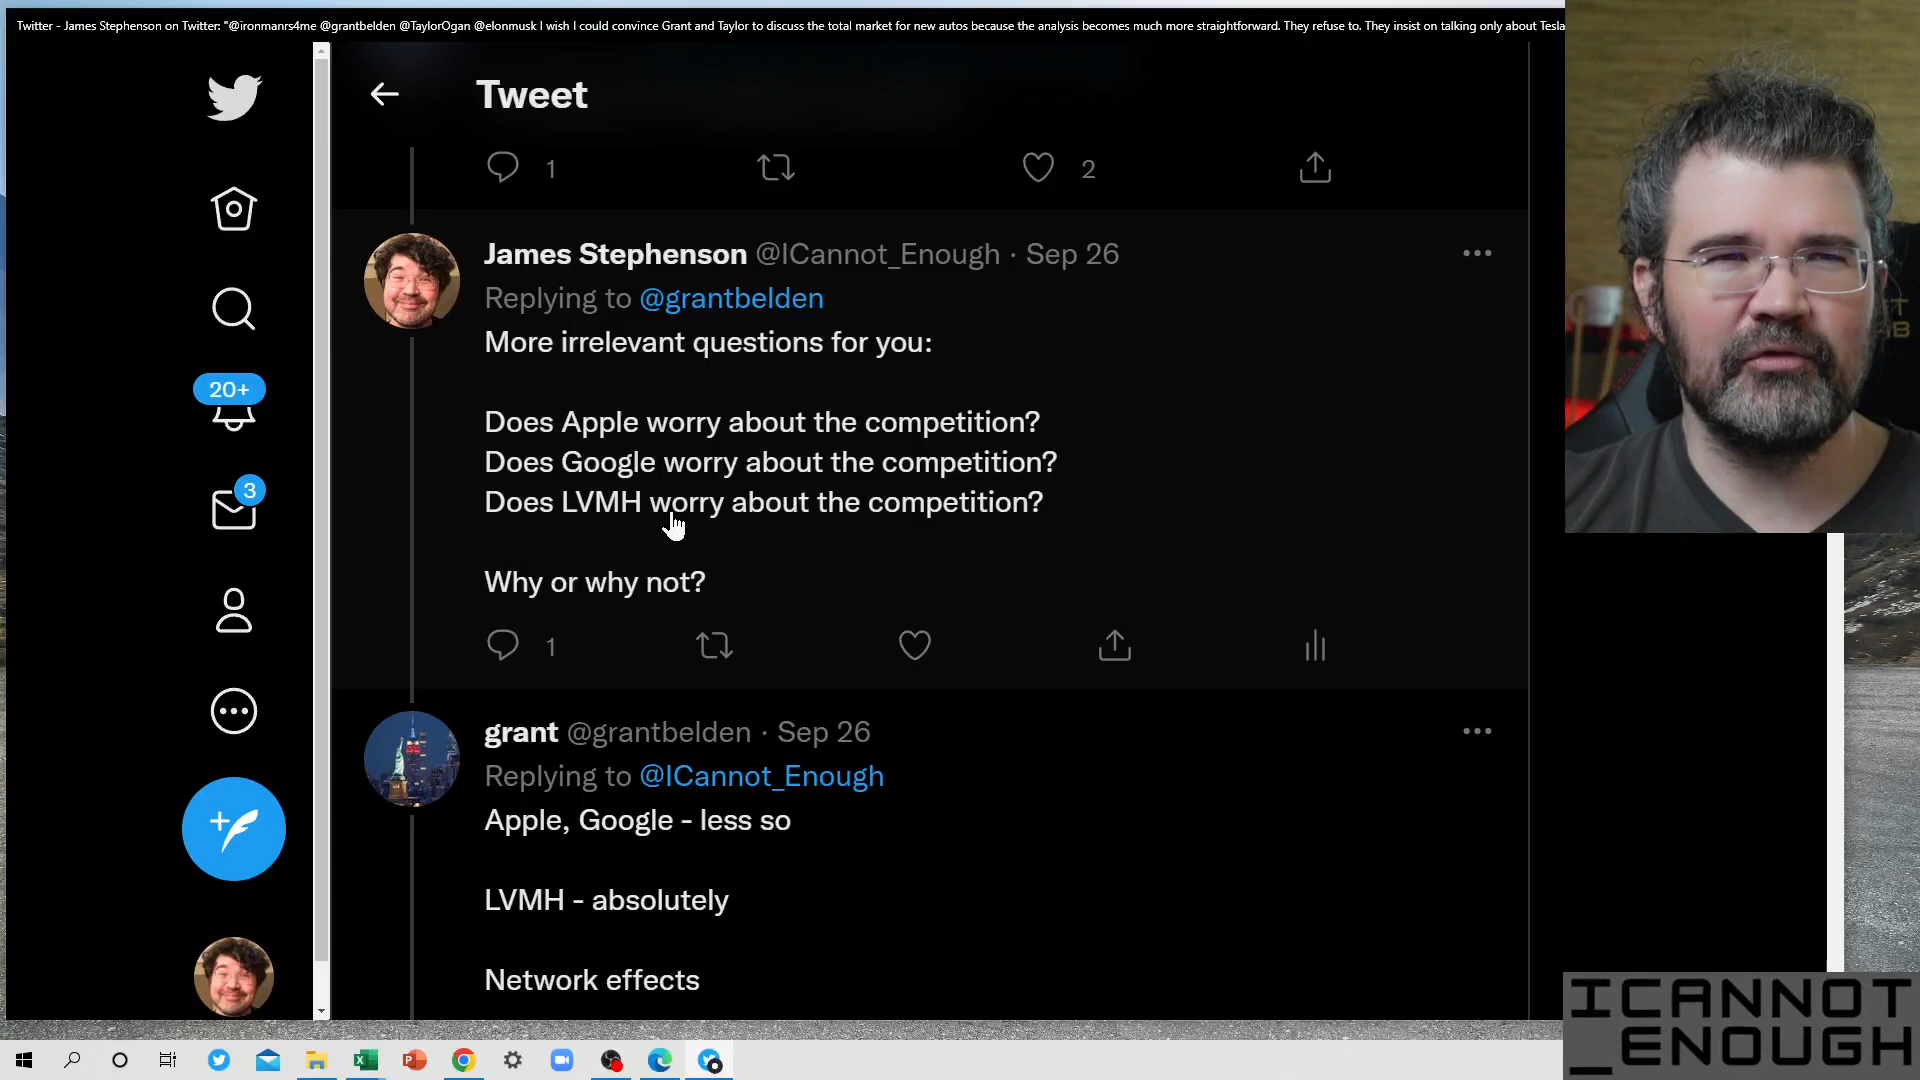 Twitter - James Stephenson on Twitter: "@ironmanrs4me @grantbelden @TaylorOgan @elonmusk I wish I could convince Grant and Taylor to discuss the total market for new autos because the analysis becomes much more straightforward. They refuse to. They insist on talking only about Tesla
Tweet
1
2
James Stephenson @ICannot_Enough · Sep 26
Replying to @grantbelden
More irrelevant questions for you:
Does Apple worry about the competition?
Does Google worry about the competition?
Does LVMH worry about the competition?
Why or why not?
1
grant @grantbelden · Sep 26
Replying to @ICannot_Enough
Apple, Google - less so
LVMH - absolutely
Network effects
20+
3
ICANNOT
_ENOUGH